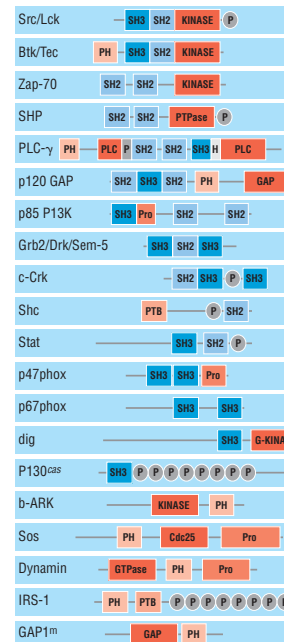 Src/Lck SH3 SH2 KINASE P
Btk/Tec PH SH3 SH2 KINASE
Zap-70 SH2 SH2 KINASE
SHP SH2 SH2 PTPase P
PLC-γ PH PLC P SH2 SH2 SH3 H PLC
p120 GAP SH2 SH3 SH2 PH GAP
p85 P13K SH3 Pro SH2 SH2
Grb2/Drk/Sem-5 SH3 SH2 SH3
c-Crk SH2 SH3 P SH3
Shc PTB P SH2
Stat SH3 SH2 P
p47phox SH3 SH3 Pro
p67phox SH3 SH3
dig SH3 G-KINA
P130cas SH3 P P P P P P P P
b-ARK KINASE PH
Sos PH Cdc25 Pro
Dynamin GTPase PH Pro
IRS-1 PH PTB P P P P P P P P
GAP1m GAP PH